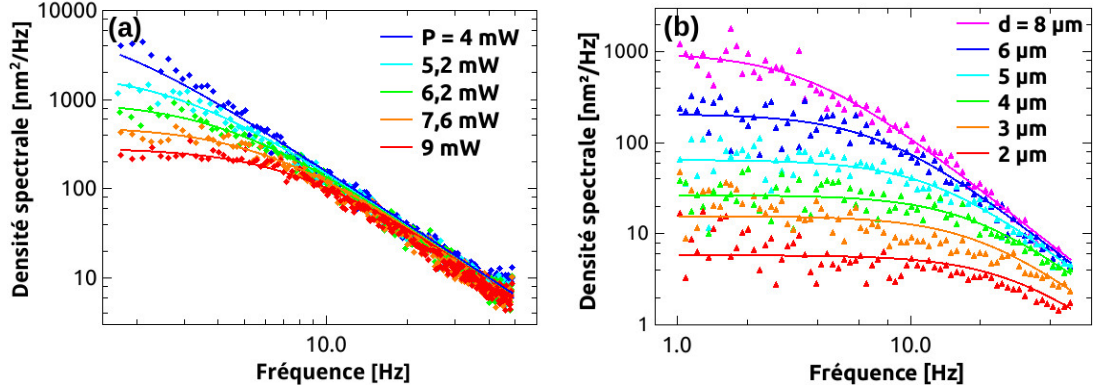 (a)
P = 4 mW
5,2 mW
6,2 mW
7,6 mW
9 mW
10000
1000
100
10
Densité spectrale [nm²/Hz]
10.0
Fréquence [Hz]
(b)
d = 8 µm
6 µm
5 µm
4 µm
3 µm
2 µm
1000
100
10
1
Densité spectrale [nm²/Hz]
1.0 10.0
Fréquence [Hz]